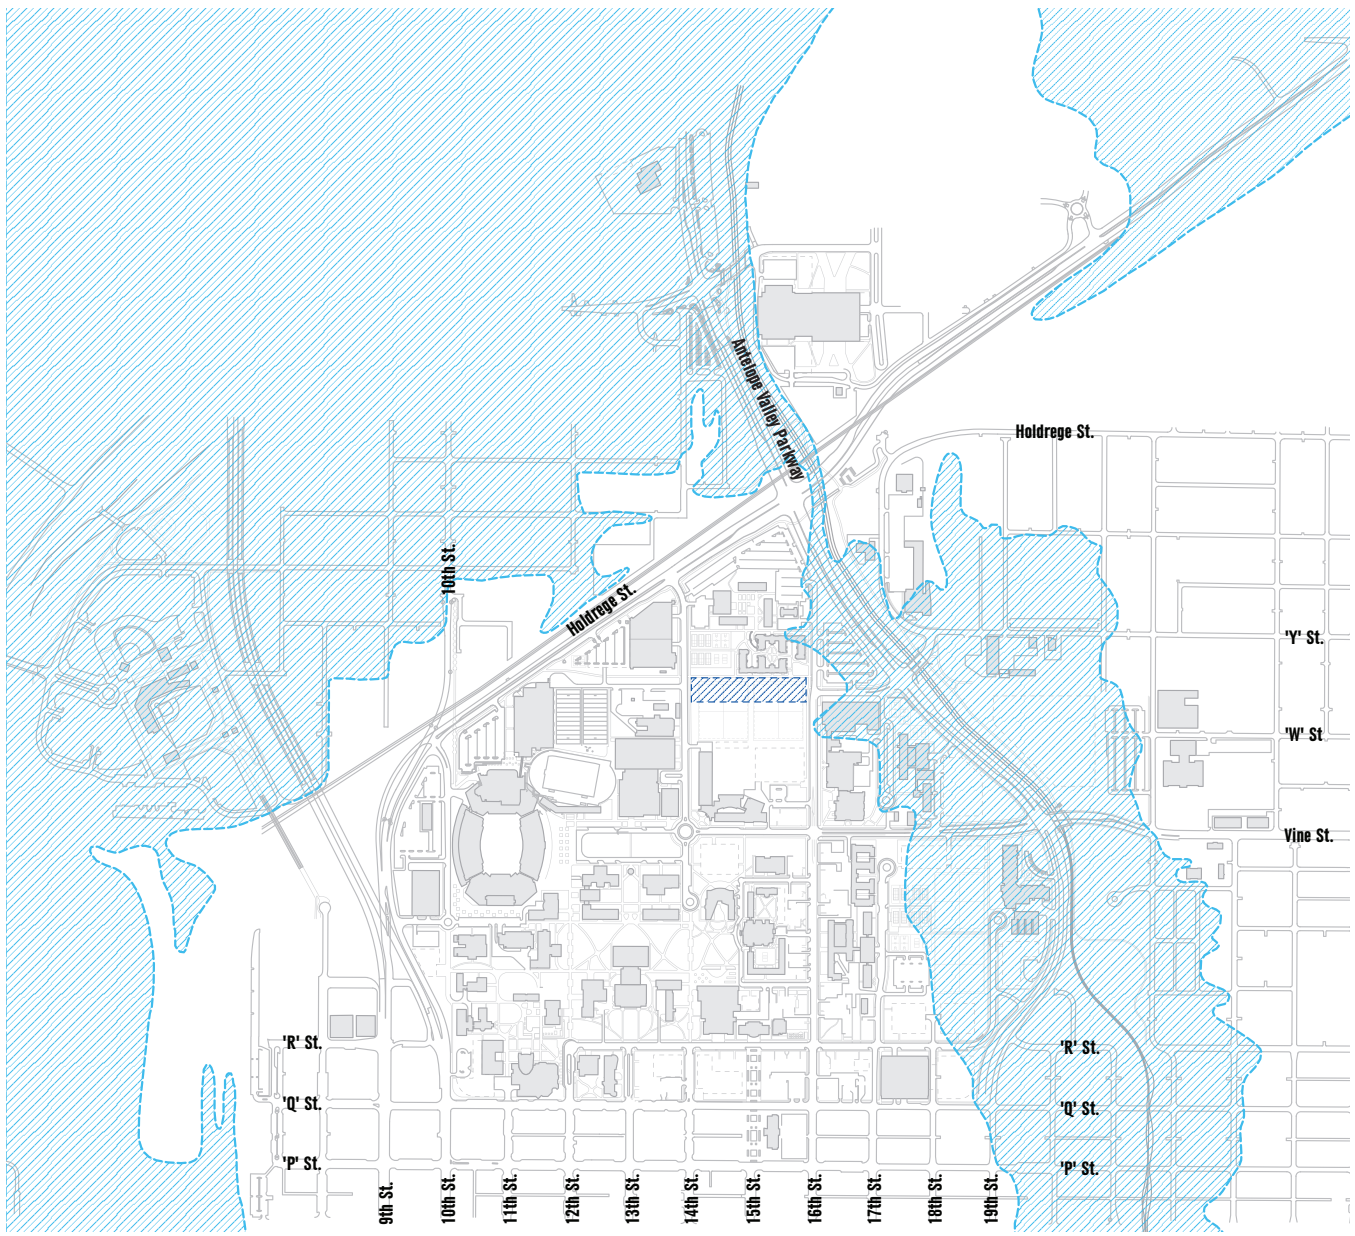 Antelope Valley Parkway
Holdrege St.
10th St.
Holdrege St.
'Y' St.
'W' St
Vine St.
'R' St.
'R' St.
'Q' St.
'Q' St.
'P' St.
'P' St.
9th St.
10th St.
11th St.
12th St.
13th St.
14th St.
15th St.
16th St.
17th St.
18th St.
19th St.